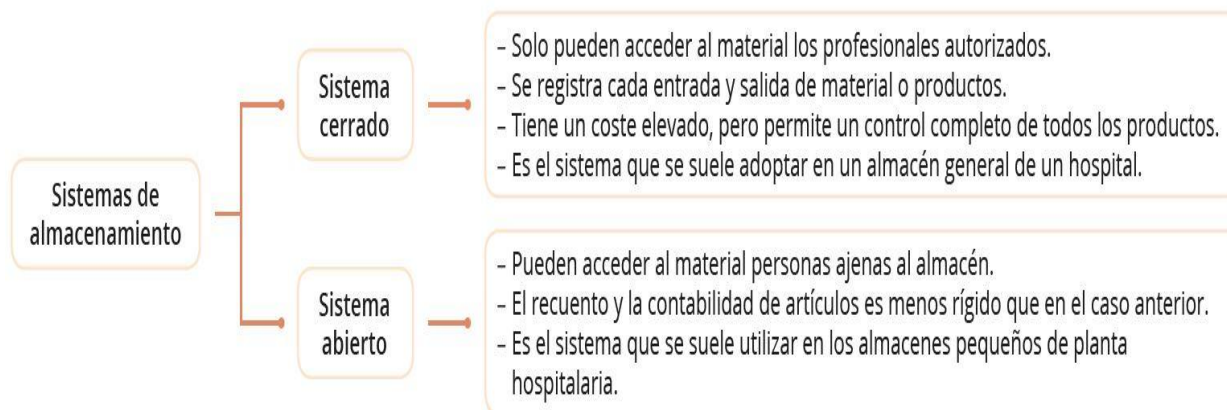 Sistemas de
almacenamiento
Sistema
cerrado
– Solo pueden acceder al material los profesionales autorizados.
– Se registra cada entrada y salida de material o productos.
– Tiene un coste elevado, pero permite un control completo de todos los productos.
– Es el sistema que se suele adoptar en un almacén general de un hospital.
Sistema
abierto
– Pueden acceder al material personas ajenas al almacén.
– El recuento y la contabilidad de artículos es menos rígido que en el caso anterior.
– Es el sistema que se suele utilizar en los almacenes pequeños de planta
hospitalaria.